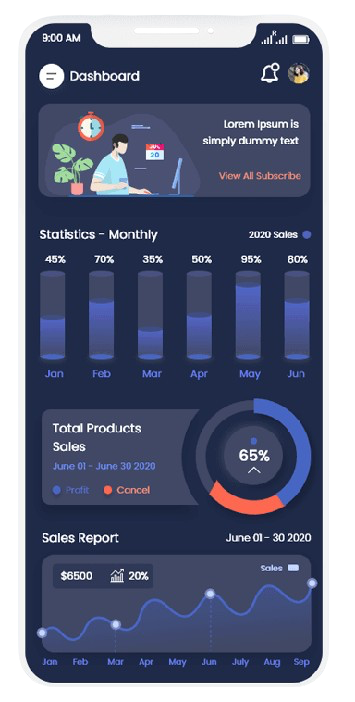 9:00 AM
Dashboard
Lorem Ipsum is
simply dummy text
View All Subscribe
Statistics - Monthly
2020 Sales
45% 70% 35% 50% 95% 80%
Jan Feb Mar Apr May Jun
Total Products
Sales
June 01 - June 30 2020
Profit Cancel
65%
Sales Report
June 01 - 30 2020
$6500 20%
Sales
Jan Feb Mar Apr May Jun July Aug Sep